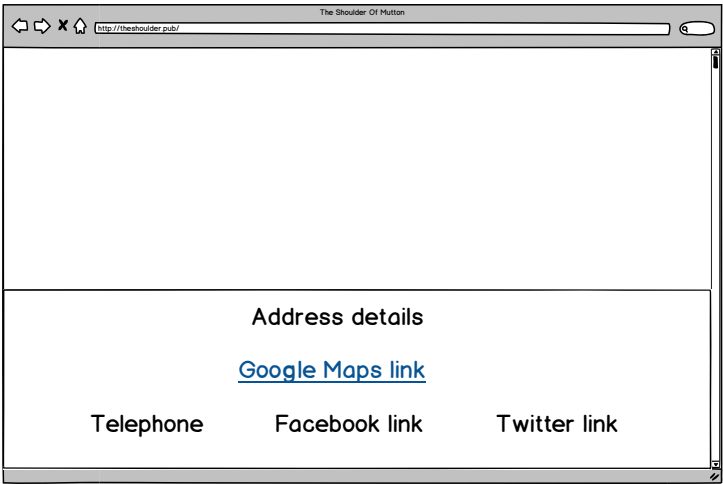 The Shoulder Of Mutton
http://theshoulder.pub/
Address details
Google Maps link
Telephone Facebook link Twitter link